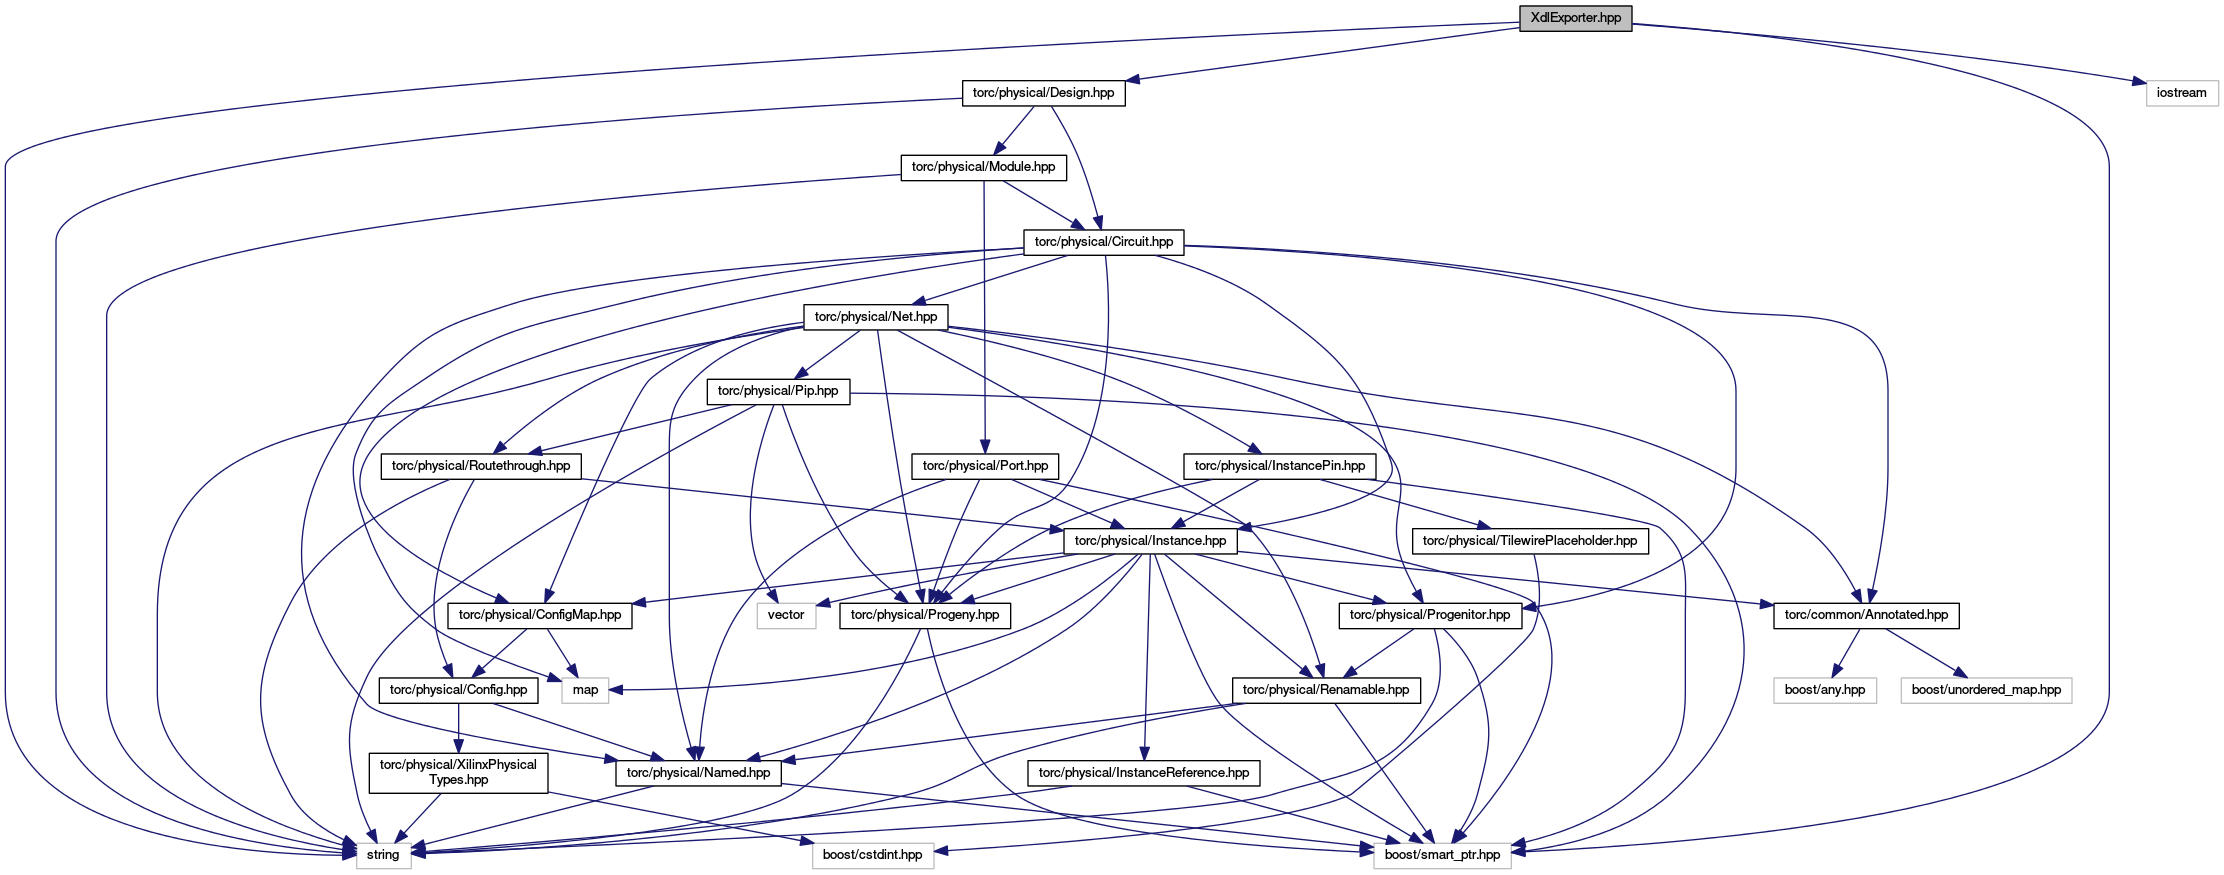 XdlExporter.hpp
torc/physical/Design.hpp
iostream
torc/physical/Module.hpp
torc/physical/Circuit.hpp
torc/physical/Net.hpp
torc/physical/Pip.hpp
torc/physical/Routethrough.hpp
torc/physical/Port.hpp
torc/physical/InstancePin.hpp
torc/physical/Instance.hpp
torc/physical/TilewirePlaceholder.hpp
torc/physical/ConfigMap.hpp
vector
torc/physical/Progeny.hpp
torc/physical/Progenitor.hpp
torc/common/Annotated.hpp
torc/physical/Config.hpp
map
torc/physical/Renamable.hpp
boost/any.hpp
boost/unordered_map.hpp
torc/physical/XilinxPhysical
Types.hpp
torc/physical/Named.hpp
torc/physical/InstanceReference.hpp
string
boost/cstdint.hpp
boost/smart_ptr.hpp